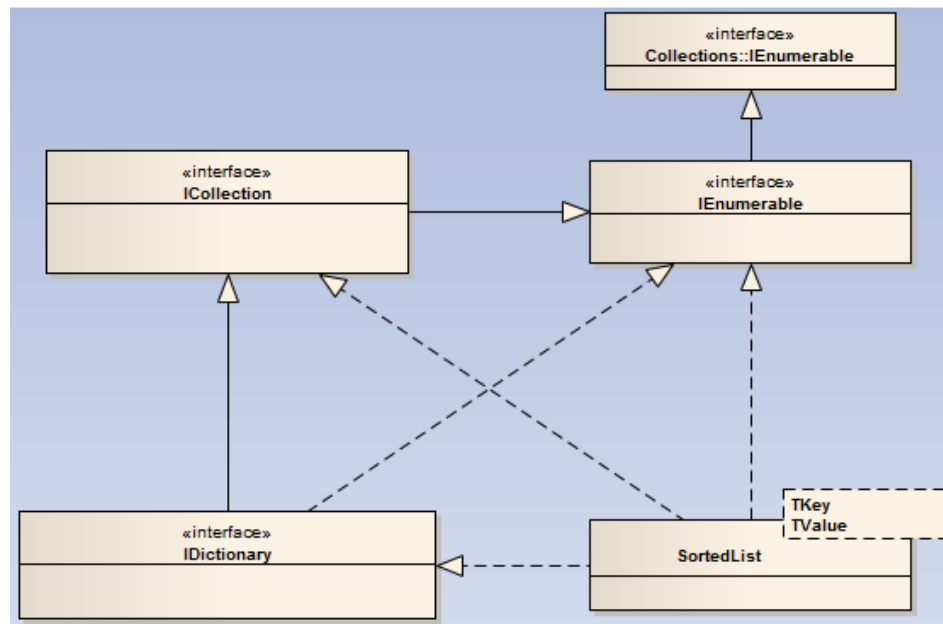 «interface»
Collections::IEnumerable
«interface»
ICollection
«interface»
IEnumerable
«interface»
IDictionary
TKey
TValue
SortedList